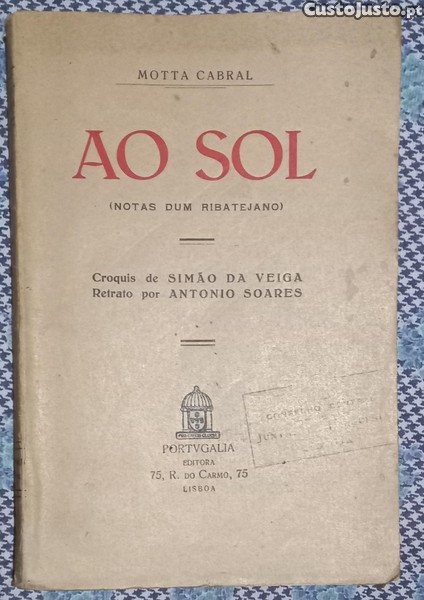 CustoJusto.pt
MOTTA CABRAL
AO SOL
(NOTAS DUM RIBATEJANO)
Croquis de SIMÃO DA VEIGA
Retrato por ANTONIO SOARES
PORTVGALIA
EDITORA
75, R. DO CARMO, 75
LISBOA